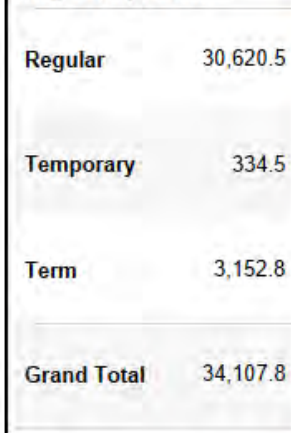 Regular 30,620.5
Temporary 334.5
Term 3,152.8
Grand Total 34,107.8